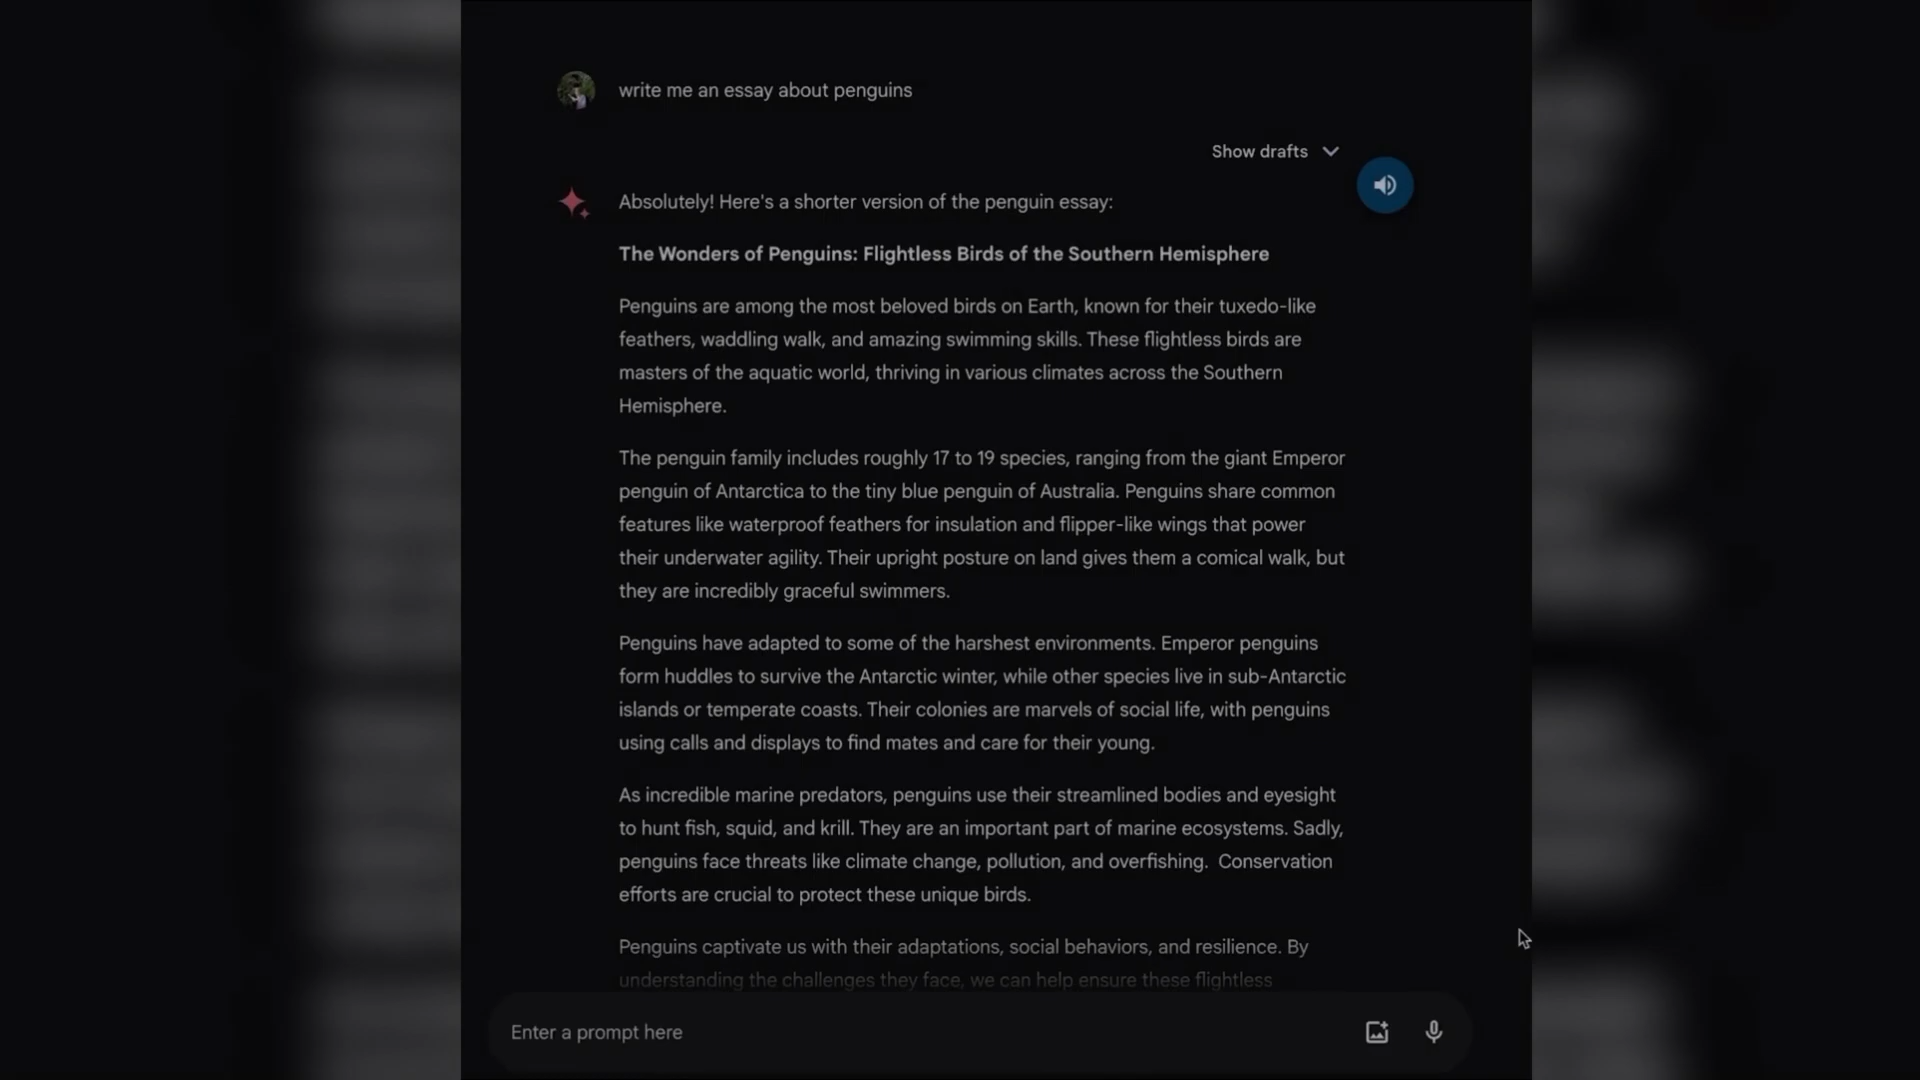 write me an essay about penguins
Show drafts
Absolutely! Here's a shorter version of the penguin essay:
The Wonders of Penguins: Flightless Birds of the Southern Hemisphere
Penguins are among the most beloved birds on Earth, known for their tuxedo-like
feathers, waddling walk, and amazing swimming skills. These flightless birds are
masters of the aquatic world, thriving in various climates across the Southern
Hemisphere.
The penguin family includes roughly 17 to 19 species, ranging from the giant Emperor
penguin of Antarctica to the tiny blue penguin of Australia. Penguins share common
features like waterproof feathers for insulation and flipper-like wings that power
their underwater agility. Their upright posture on land gives them a comical walk, but
they are incredibly graceful swimmers.
Penguins have adapted to some of the harshest environments. Emperor penguins
form huddles to survive the Antarctic winter, while other species live in sub-Antarctic
islands or temperate coasts. Their colonies are marvels of social life, with penguins
using calls and displays to find mates and care for their young.
As incredible marine predators, penguins use their streamlined bodies and eyesight
to hunt fish, squid, and krill. They are an important part of marine ecosystems. Sadly,
penguins face threats like climate change, pollution, and overfishing.  Conservation
efforts are crucial to protect these unique birds.
Penguins captivate us with their adaptations, social behaviors, and resilience. By
understanding the challenges they face, we can help ensure these flightless
Enter a prompt here